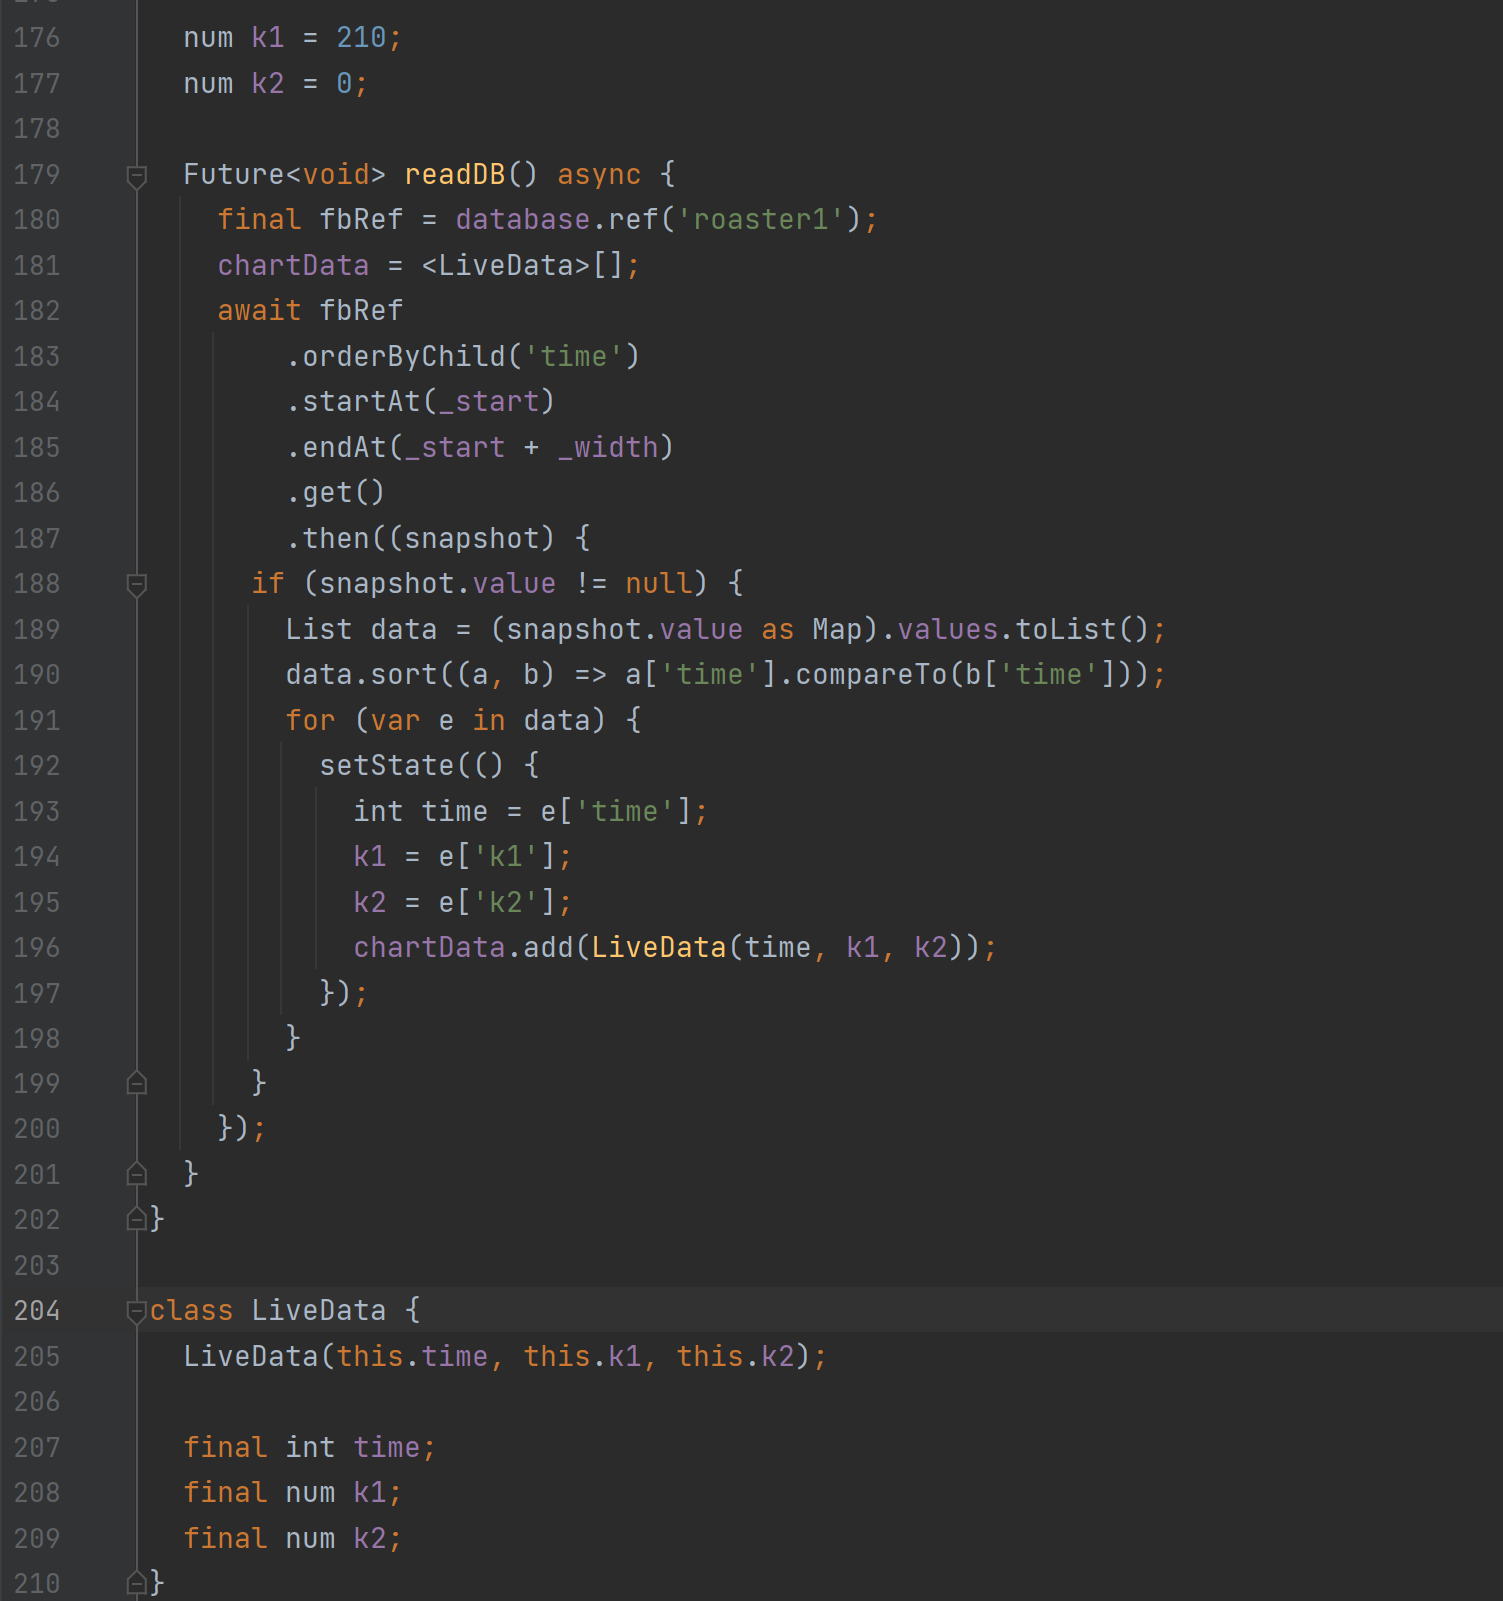 176 num k1 = 210;
177 num k2 = 0;
178
179 Future<void> readDB() async {
180 final fbRef = database.ref('roaster1');
181 chartData = <LiveData>[];
182 await fbRef
183 .orderByChild('time')
184 .startAt(_start)
185 .endAt(_start + _width)
186 .get()
187 .then((snapshot) {
188 if (snapshot.value != null) {
189 List data = (snapshot.value as Map).values.toList();
190 data.sort((a, b) => a['time'].compareTo(b['time']));
191 for (var e in data) {
192 setState(() {
193 int time = e['time'];
194 k1 = e['k1'];
195 k2 = e['k2'];
196 chartData.add(LiveData(time, k1, k2));
197 });
198 }
199 }
200 });
201 }
202 }
203
204 class LiveData {
205 LiveData(this.time, this.k1, this.k2);
206
207 final int time;
208 final num k1;
209 final num k2;
210 }